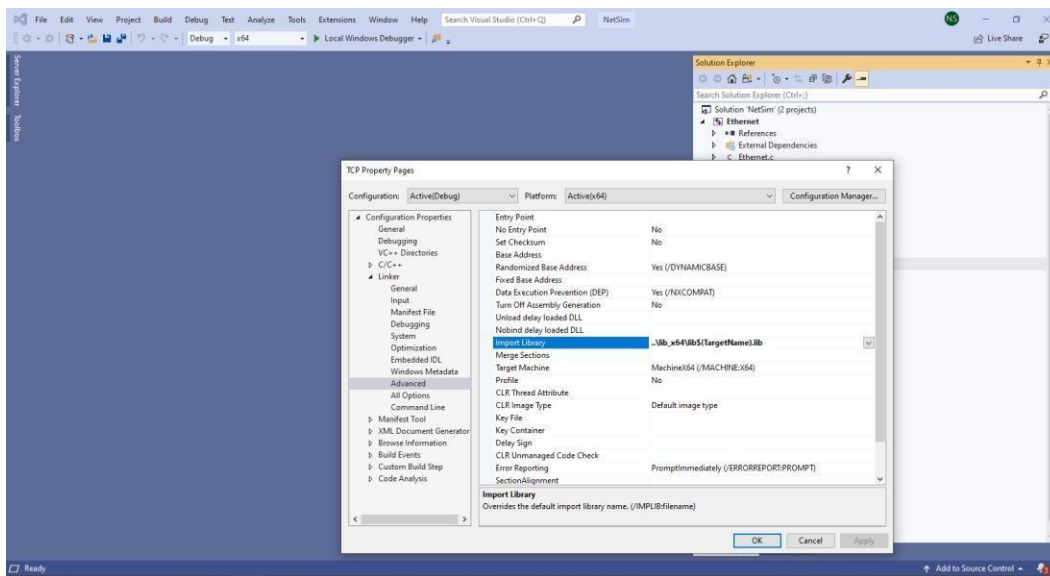 File Edit View Project Build Debug Test Analyze Tools Extensions Window Help Search Visual Studio (Ctrl+Q) NetSim NS
Debug x64 Local Windows Debugger Live Share
Server Explorer
Toolbox
Solution Explorer
Search Solution Explorer (Ctrl+;)
Solution 'NetSim' (2 projects)
Ethernet
References
External Dependencies
Ethernet.c
TCP Property Pages ? ×
Configuration: Active(Debug) Platform: Active(x64) Configuration Manager...
Configuration Properties
General
Debugging
VC++ Directories
C/C++
Linker
General
Input
Manifest File
Debugging
System
Optimization
Embedded IDL
Windows Metadata
Advanced
All Options
Command Line
Manifest Tool
XML Document Generator
Browse Information
Build Events
Custom Build Step
Code Analysis
Entry Point
No Entry Point No
Set Checksum No
Base Address
Randomized Base Address Yes (/DYNAMICBASE)
Fixed Base Address
Data Execution Prevention (DEP) Yes (/NXCOMPAT)
Turn Off Assembly Generation No
Unload delay loaded DLL
Nobind delay loaded DLL
Import Library ..\lib_x64\lib$(TargetName).lib
Merge Sections
Target Machine MachineX64 (/MACHINE:X64)
Profile No
CLR Thread Attribute
CLR Image Type Default image type
Key File
Key Container
Delay Sign
CLR Unmanaged Code Check
Error Reporting PromptImmediately (/ERRORREPORT:PROMPT)
SectionAlignment
Import Library
Overrides the default import library name. (/IMPLIB:filename)
OK Cancel Apply
Ready Add to Source Control